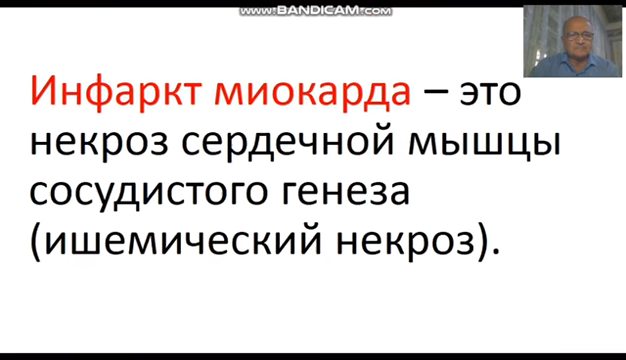 www.BANDICAM.com
Инфаркт миокарда – это
некроз сердечной мышцы
сосудистого генеза
(ишемический некроз).